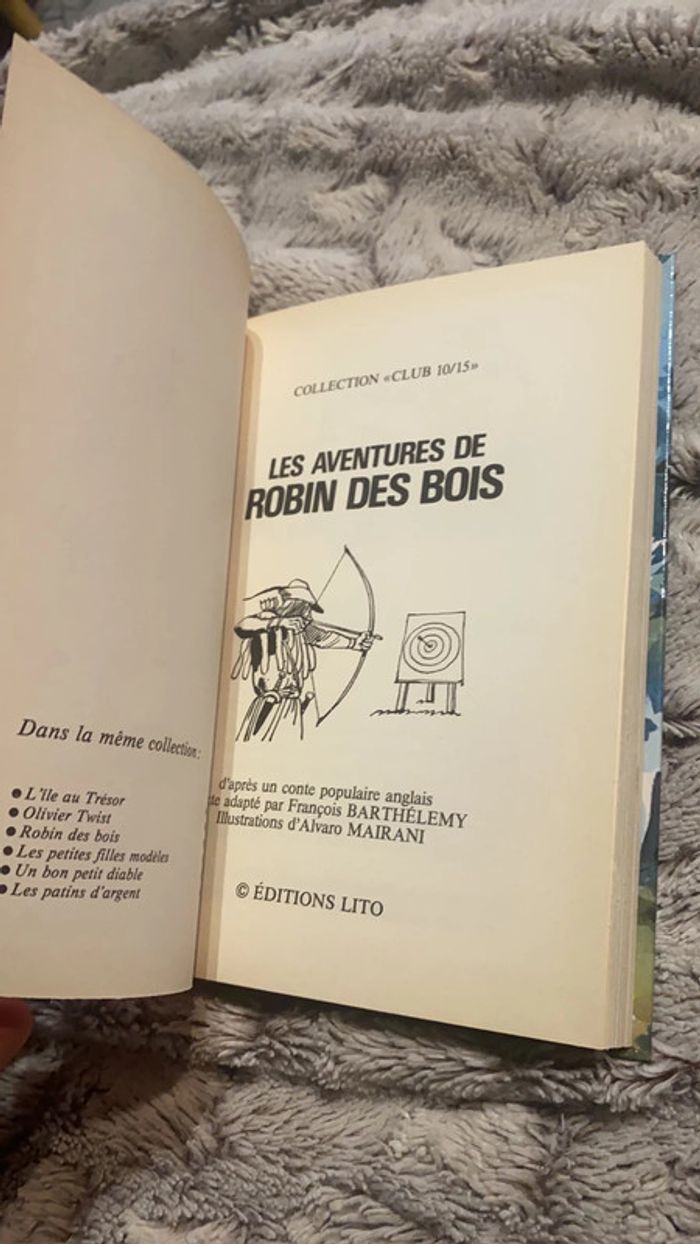 Dans la même collection:
● L'île au Trésor
● Olivier Twist
● Robin des bois
● Les petites filles modèles
● Un bon petit diable
● Les patins d'argent
COLLECTION «CLUB 10/15»
LES AVENTURES DE
ROBIN DES BOIS
d'après un conte populaire anglais
adapté par François BARTHÉLEMY
Illustrations d'Alvaro MAIRANI
© ÉDITIONS LITO